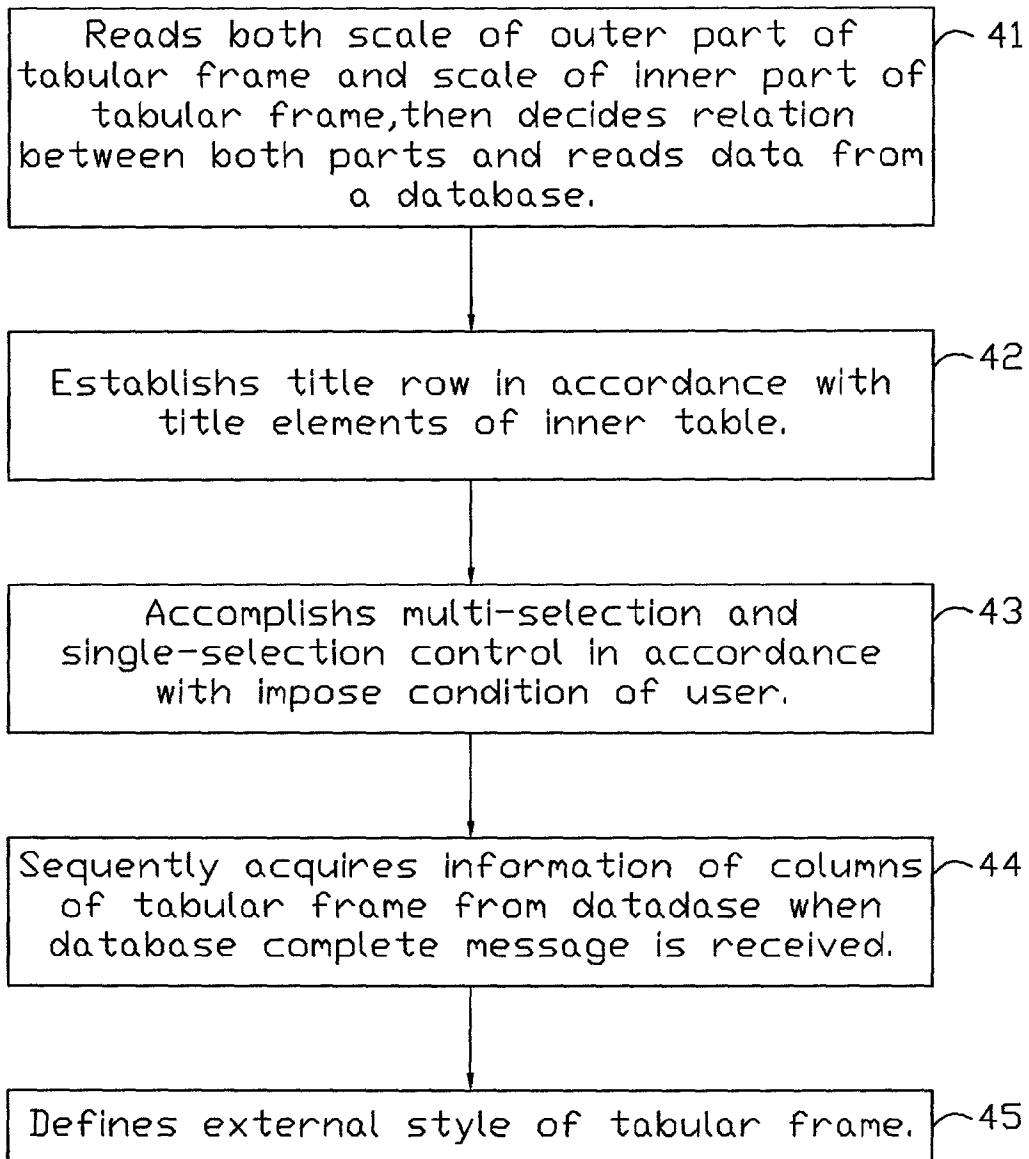 Reads both scale of outer part of
tabular frame and scale of inner part of
tabular frame,then decides relation
between both parts and reads data from
a database.
41
Establishs title row in accordance with
title elements of inner table.
42
Accomplishs multi-selection and
single-selection control in accordance
with impose condition of user.
43
Sequently acquires information of columns
of tabular frame from datadase when
database complete message is received.
44
Defines external style of tabular frame.
45